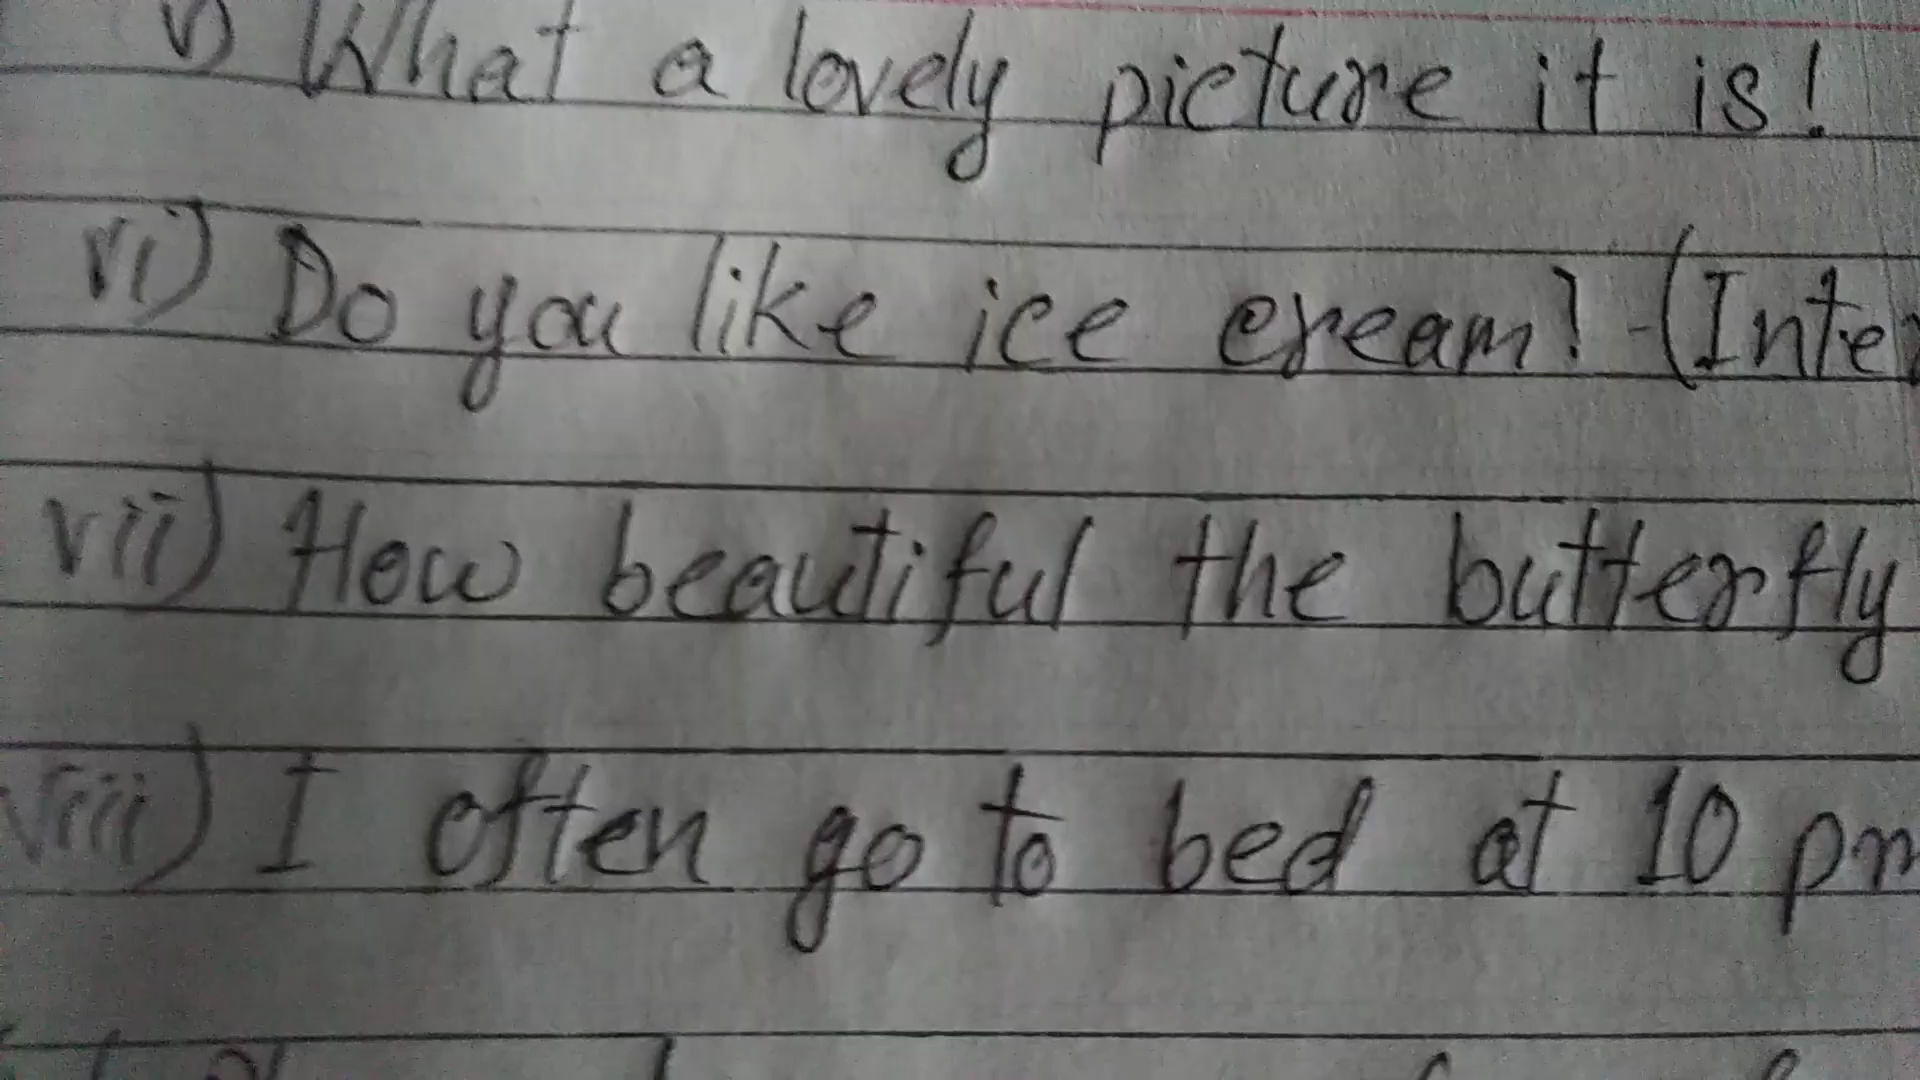 v) What a lovely picture it is!
vi) Do you like ice cream? - (Inter
vii) How beautiful the butterfly
viii) I often go to bed at 10 pm